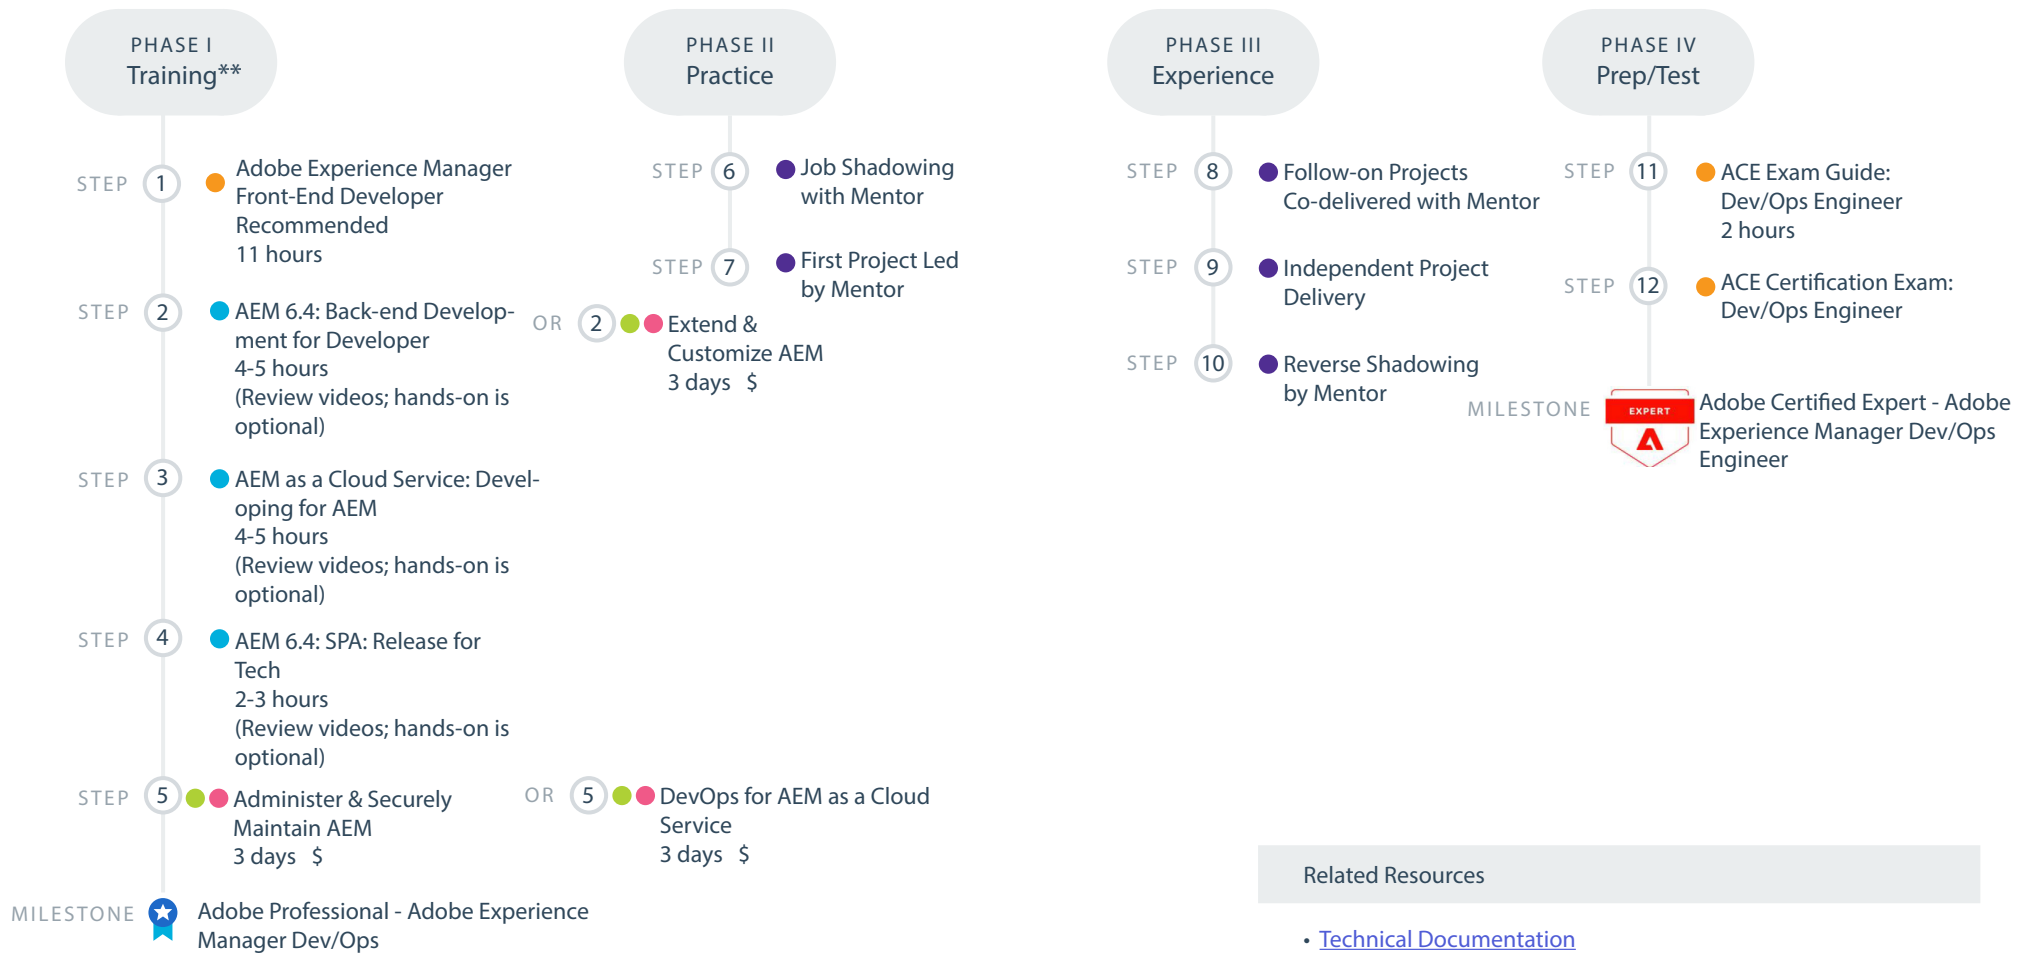 PHASE I
Training**
STEP 1
Adobe Experience Manager
Front-End Developer
Recommended
11 hours
STEP 2
AEM 6.4: Back-end Develop-
ment for Developer
4-5 hours
(Review videos; hands-on is
optional)
OR 2
Extend &
Customize AEM
3 days $
STEP 3
AEM as a Cloud Service: Devel-
oping for AEM
4-5 hours
(Review videos; hands-on is
optional)
STEP 4
AEM 6.4: SPA: Release for
Tech
2-3 hours
(Review videos; hands-on is
optional)
STEP 5
Administer & Securely
Maintain AEM
3 days $
OR 5
DevOps for AEM as a Cloud
Service
3 days $
MILESTONE
Adobe Professional - Adobe Experience
Manager Dev/Ops
PHASE II
Practice
STEP 6
Job Shadowing
with Mentor
STEP 7
First Project Led
by Mentor
PHASE III
Experience
STEP 8
Follow-on Projects
Co-delivered with Mentor
STEP 9
Independent Project
Delivery
STEP 10
Reverse Shadowing
by Mentor
PHASE IV
Prep/Test
STEP 11
ACE Exam Guide:
Dev/Ops Engineer
2 hours
STEP 12
ACE Certification Exam:
Dev/Ops Engineer
MILESTONE
EXPERT
Adobe Certified Expert - Adobe
Experience Manager Dev/Ops
Engineer
Related Resources
• Technical Documentation